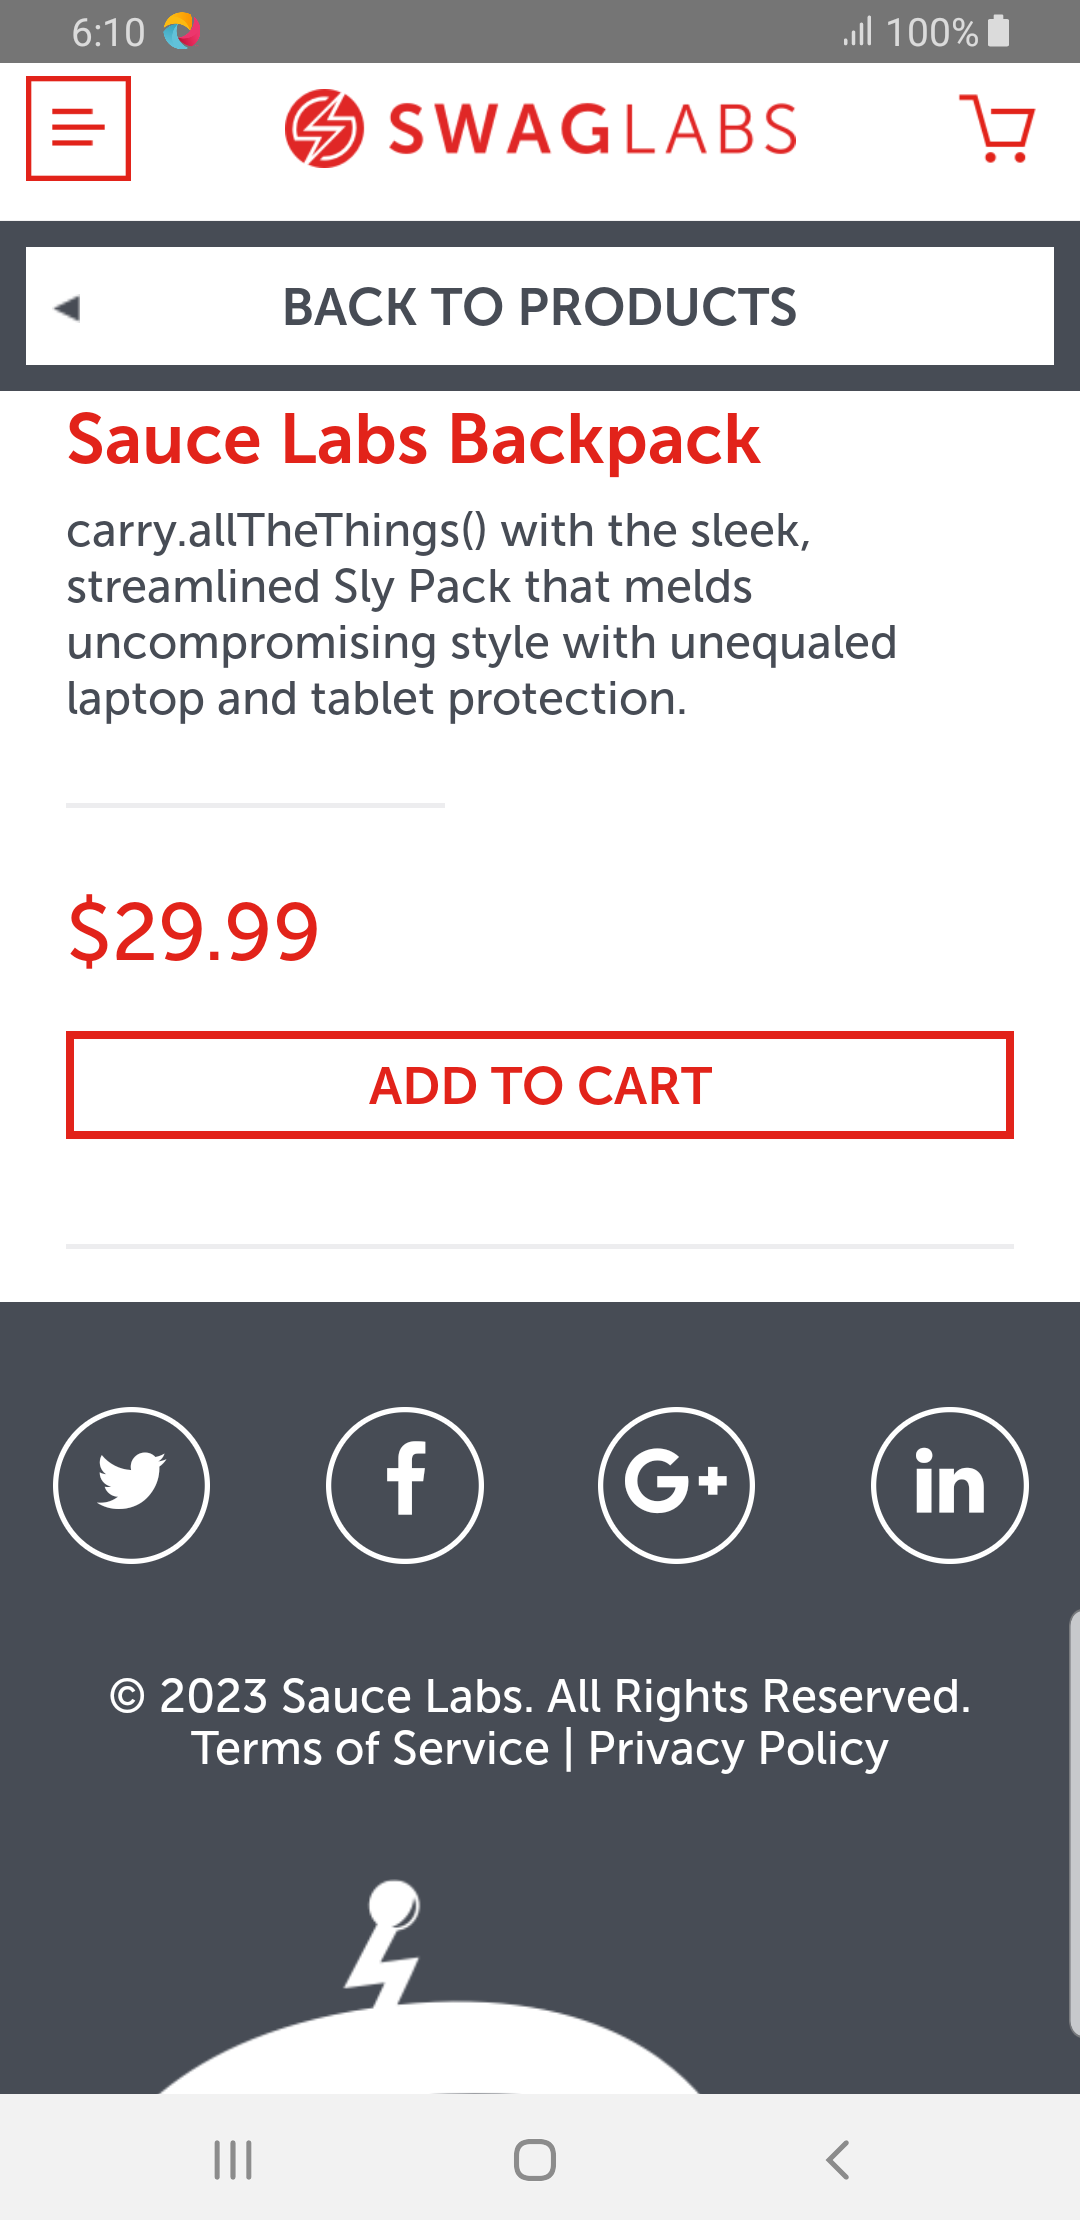 6:10
100%
SWAGLABS
BACK TO PRODUCTS
Sauce Labs Backpack
carry.allTheThings() with the sleek,
streamlined Sly Pack that melds
uncompromising style with unequaled
laptop and tablet protection.
$29.99
ADD TO CART
f
G+
in
© 2023 Sauce Labs. All Rights Reserved.
Terms of Service | Privacy Policy